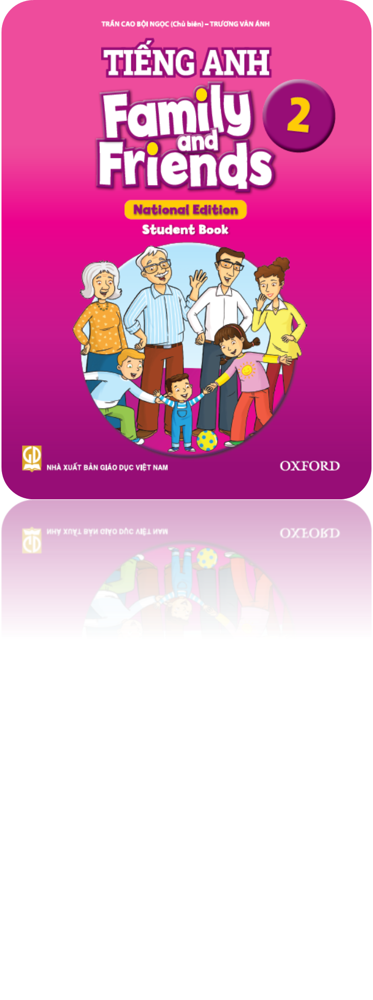 TRẦN CAO BỘI NGỌC (Chủ biên) – TRƯƠNG VĂN ÁNH
TIẾNG ANH
Family
and
Friends
2
National Edition
Student Book
GD
NHÀ XUẤT BẢN GIÁO DỤC VIỆT NAM
OXFORD